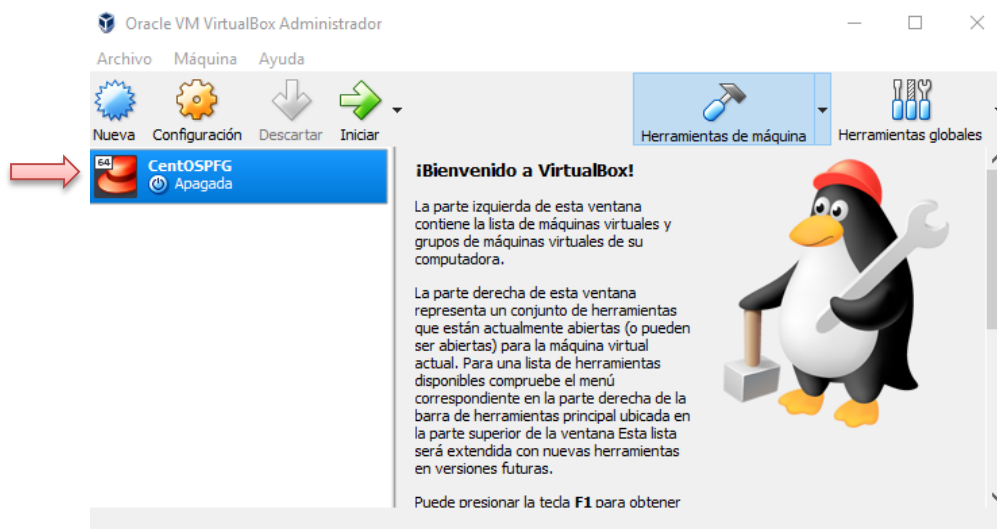 Oracle VM VirtualBox Administrador
Archivo Máquina Ayuda
Nueva Configuración Descartar Iniciar Herramientas de máquina Herramientas globales
64
CentOSPFG
Apagada
¡Bienvenido a VirtualBox!
La parte izquierda de esta ventana
contiene la lista de máquinas virtuales y
grupos de máquinas virtuales de su
computadora.
La parte derecha de esta ventana
representa un conjunto de herramientas
que están actualmente abiertas (o pueden
ser abiertas) para la máquina virtual
actual. Para una lista de herramientas
disponibles compruebe el menú
correspondiente en la parte derecha de la
barra de herramientas principal ubicada en
la parte superior de la ventana Esta lista
será extendida con nuevas herramientas
en versiones futuras.
Puede presionar la tecla F1 para obtener